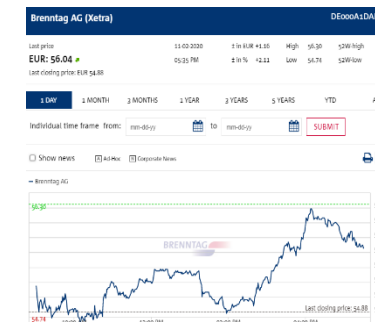 Brenntag AG (Xetra) DE000A1DA
Last price 11-02-2020 ± in EUR +1.16 High 56.30 52W-high
EUR: 56.04 05:35 PM ± in % +2.11 Low 54.74 52W-low
Last closing price: EUR 54.88
1 DAY 1 MONTH 3 MONTHS 1 YEAR 3 YEARS 5 YEARS YTD A
Individual time frame from: mm-dd-yy to mm-dd-yy SUBMIT
Show news Ad-Hoc Corporate News
Brenntag AG
56.30
BRENNTAG
Last closing price: 54.88
54.74